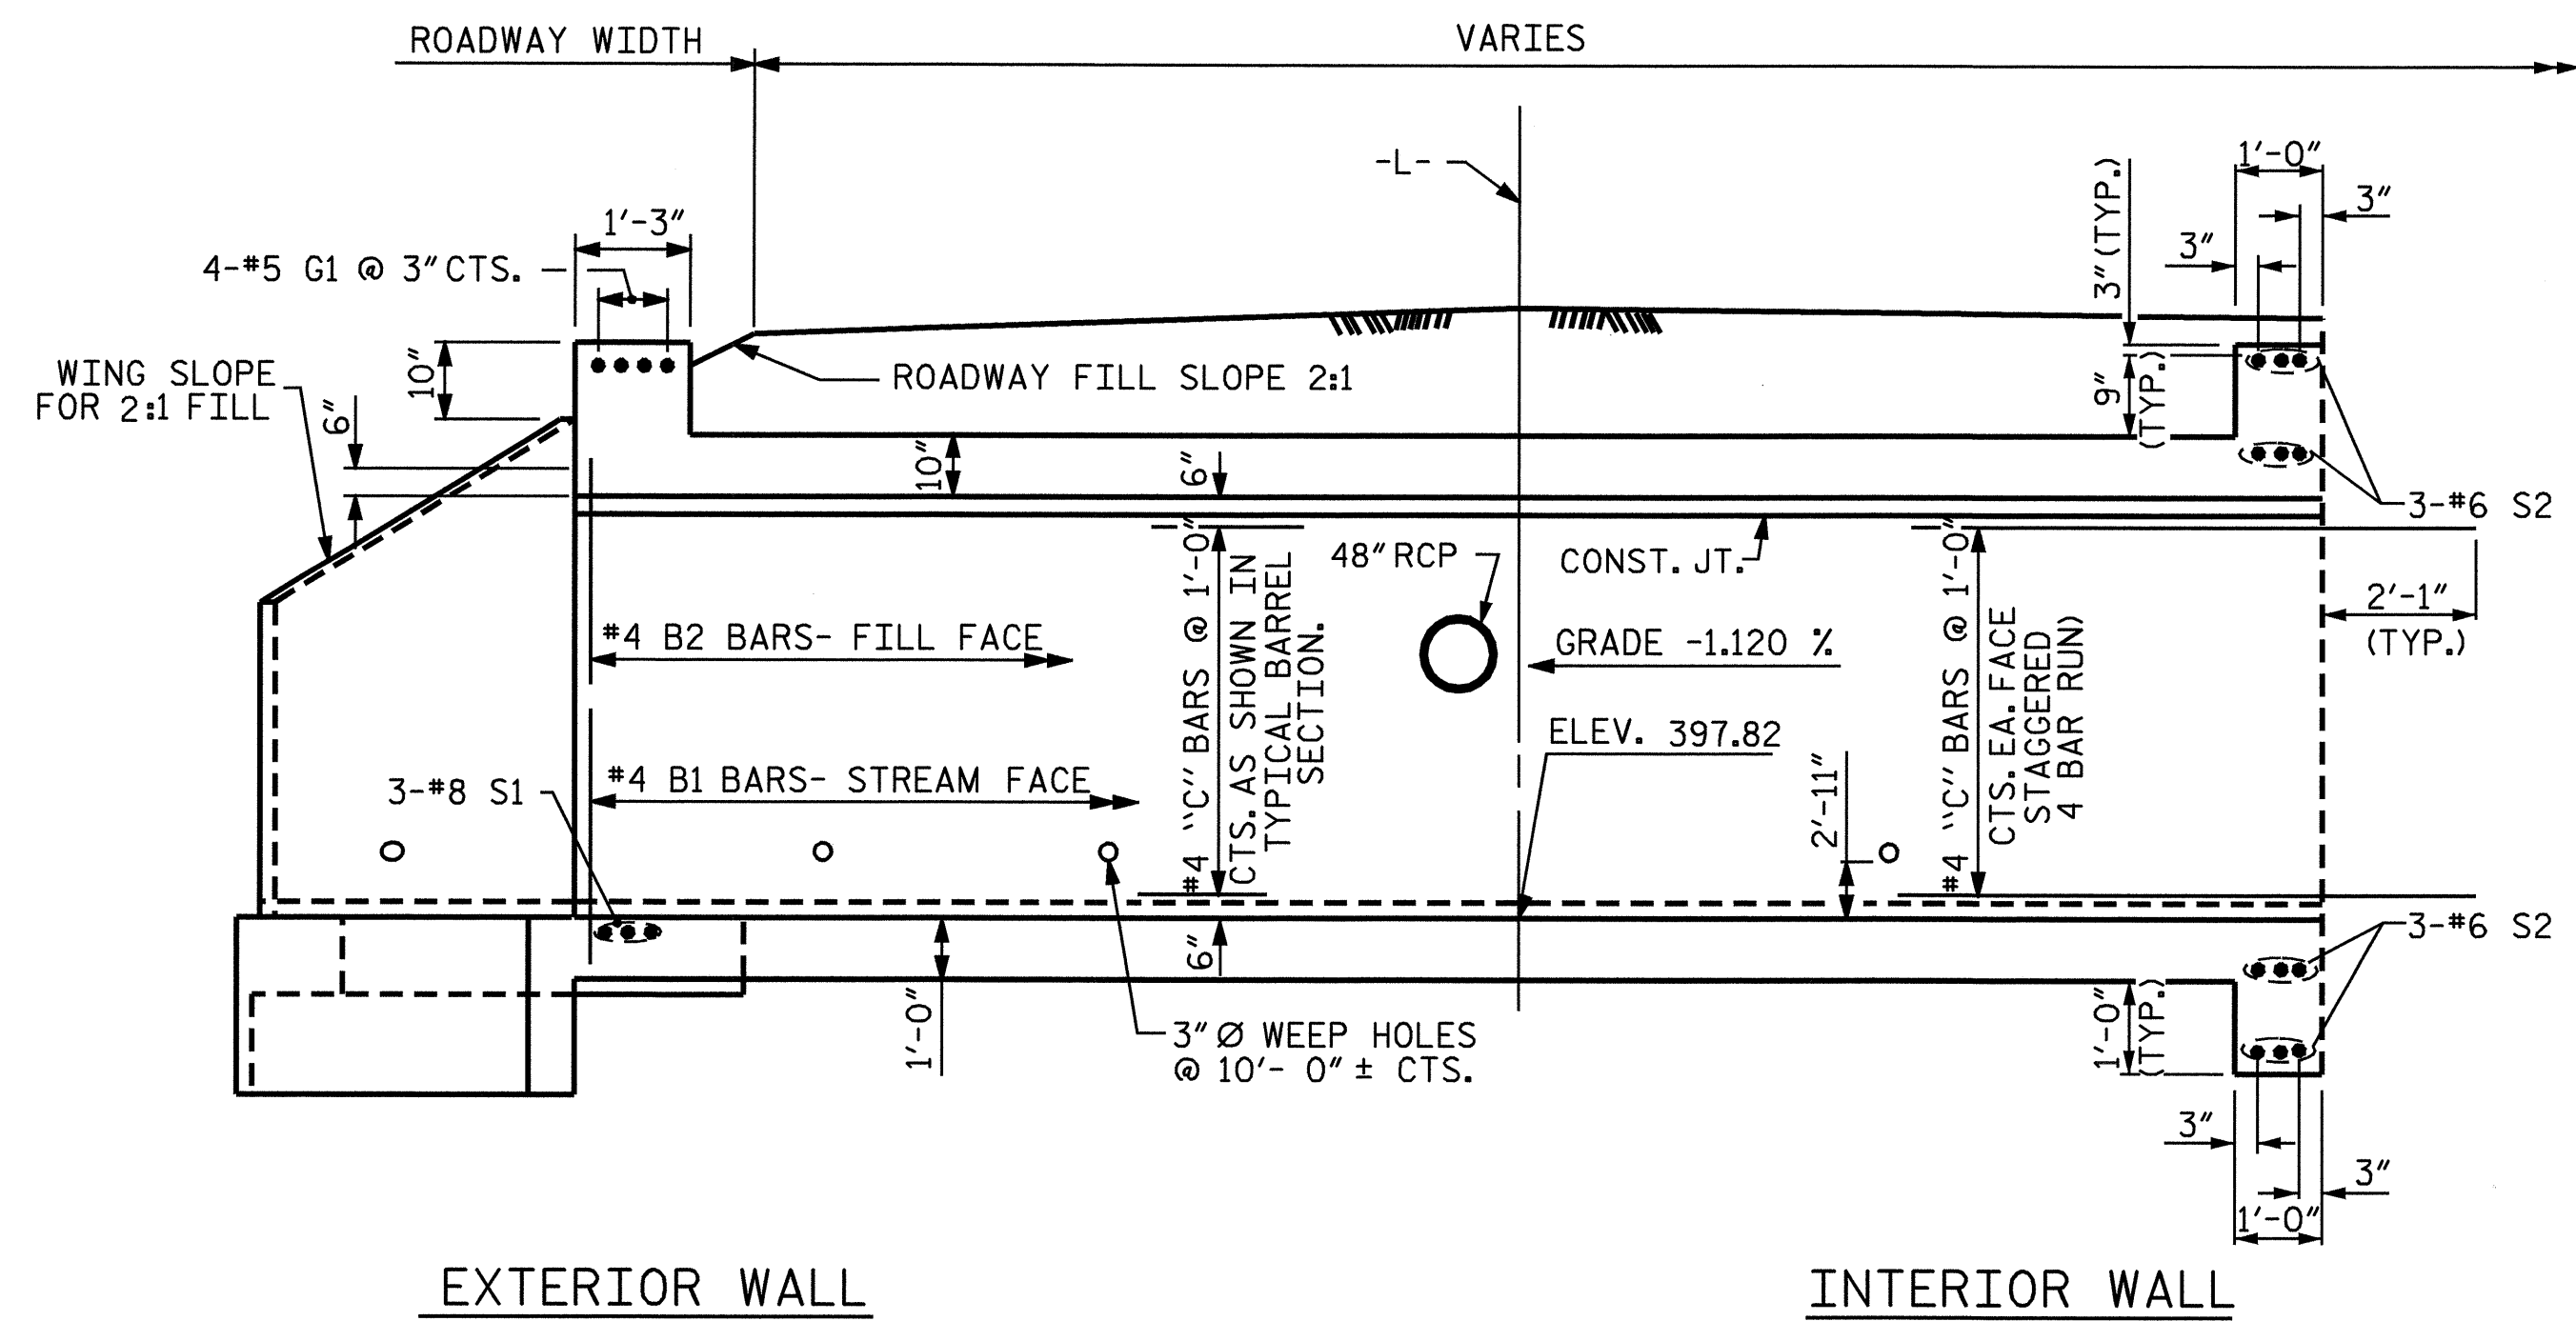 ROADWAY WIDTH
VARIES
-L-
1'-0"
3"
3" (TYP.)
3"
1'-3"
4-#5 G1 @ 3" CTS.
10"
WING SLOPE
FOR 2:1 FILL
6"
ROADWAY FILL SLOPE 2:1
9"
(TYP.)
10"
6"
3-#6 S2
48" RCP
CONST. JT.
2'-1"
(TYP.)
#4 B2 BARS- FILL FACE
GRADE -1.120 %
#4 "C" BARS @ 1'-0"
CTS. AS SHOWN IN
TYPICAL BARREL
SECTION.
#4 "C" BARS @ 1'-0"
CTS. EA. FACE
STAGGERED
4 BAR RUN)
ELEV. 397.82
#4 B1 BARS- STREAM FACE
3-#8 S1
2'-11"
3-#6 S2
6"
1'-0"
3" Ø WEEP HOLES
@ 10'- 0" ± CTS.
1'-0"
(TYP.)
3"
3"
1'-0"
EXTERIOR WALL
INTERIOR WALL